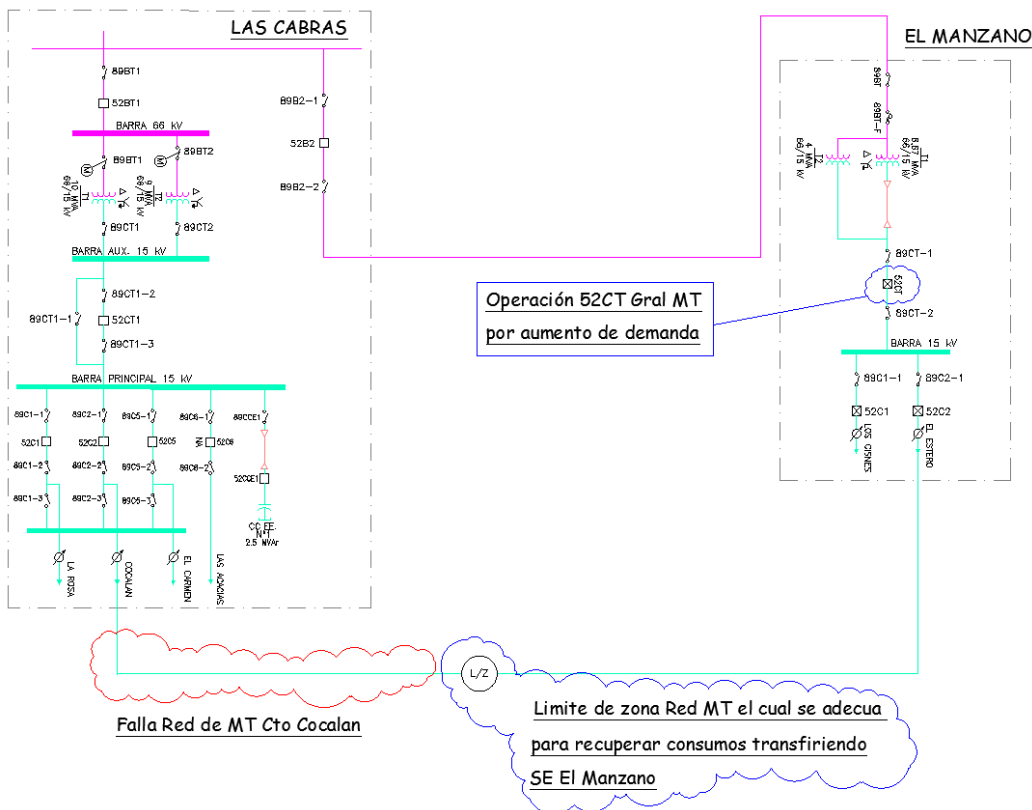 LAS CABRAS
89BT1
52BT1
BARRA 66 kV
89BT1
M
89BT2
M
T1
10 MVA
66/15 kV
T2
9 MVA
66/15 kV
89CT1
89CT2
BARRA AUX. 15 kV
89CT1-2
89CT1-1
52CT1
89CT1-3
BARRA PRINCIPAL 15 kV
89C1-1
89C2-1
89C5-1
89C6-1
89CCE1
52C1
52C2
52C5
52C6
NA
89C1-2
89C2-2
89C5-2
89C6-2
52CCE1
89C1-3
89C2-3
89C5-3
CC.EE.
N°1
2.5 MVAr
LA ROSA
COCALAN
EL CARMEN
LAS ACACIAS
89B2-1
52B2
89B2-2
EL MANZANO
89BT
89BT-F
T2
4 MVA
66/15 kV
T1
66/15 kV
89CT-1
52CT
89CT-2
BARRA 15 kV
89C1-1
89C2-1
52C1
52C2
LOS CISNES
EL ESTERO
Operación 52CT Gral MT
por aumento de demanda
L/Z
Falla Red de MT Cto Cocalan
Limite de zona Red MT el cual se adecua
para recuperar consumos transfiriendo
SE El Manzano